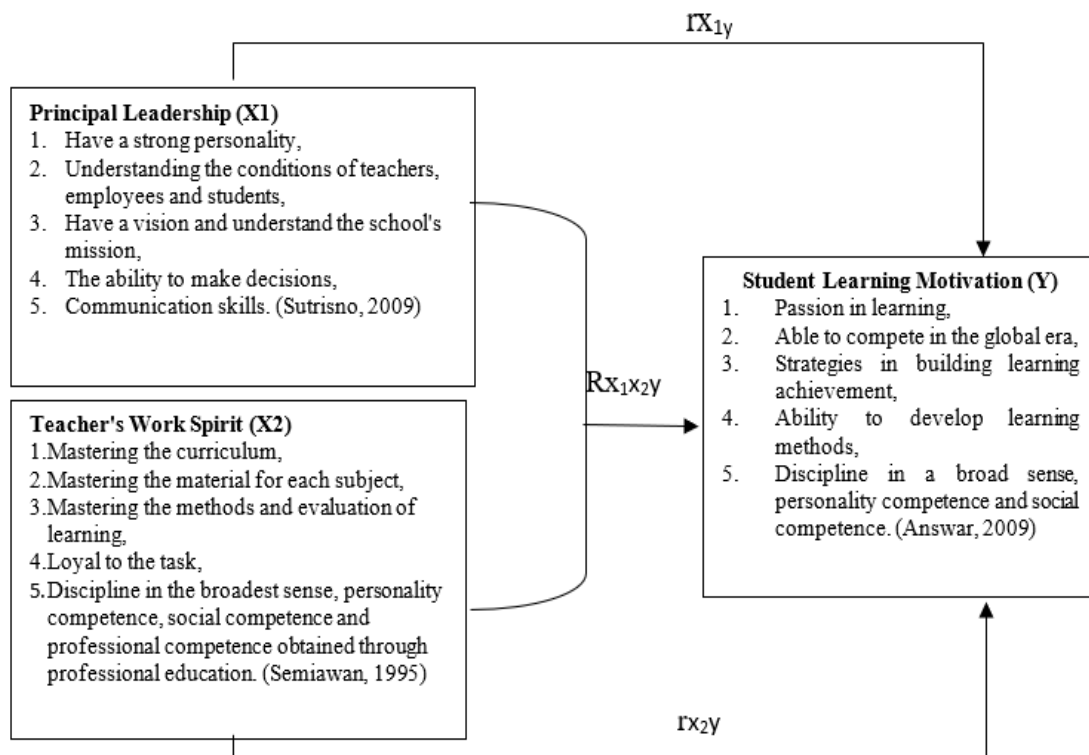 rx₁y
Principal Leadership (X1)
1. Have a strong personality,
2. Understanding the conditions of teachers,
employees and students,
3. Have a vision and understand the school's
mission,
4. The ability to make decisions,
5. Communication skills. (Sutrisno, 2009)
Rx₁x₂y
Teacher's Work Spirit (X2)
1.Mastering the curriculum,
2.Mastering the material for each subject,
3.Mastering the methods and evaluation of
learning,
4.Loyal to the task,
5.Discipline in the broadest sense, personality
competence, social competence and
professional competence obtained through
professional education. (Semiawan, 1995)
Student Learning Motivation (Y)
1. Passion in learning,
2. Able to compete in the global era,
3. Strategies in building learning
achievement,
4. Ability to develop learning
methods,
5. Discipline in a broad sense,
personality competence and social
competence. (Answar, 2009)
rx₂y